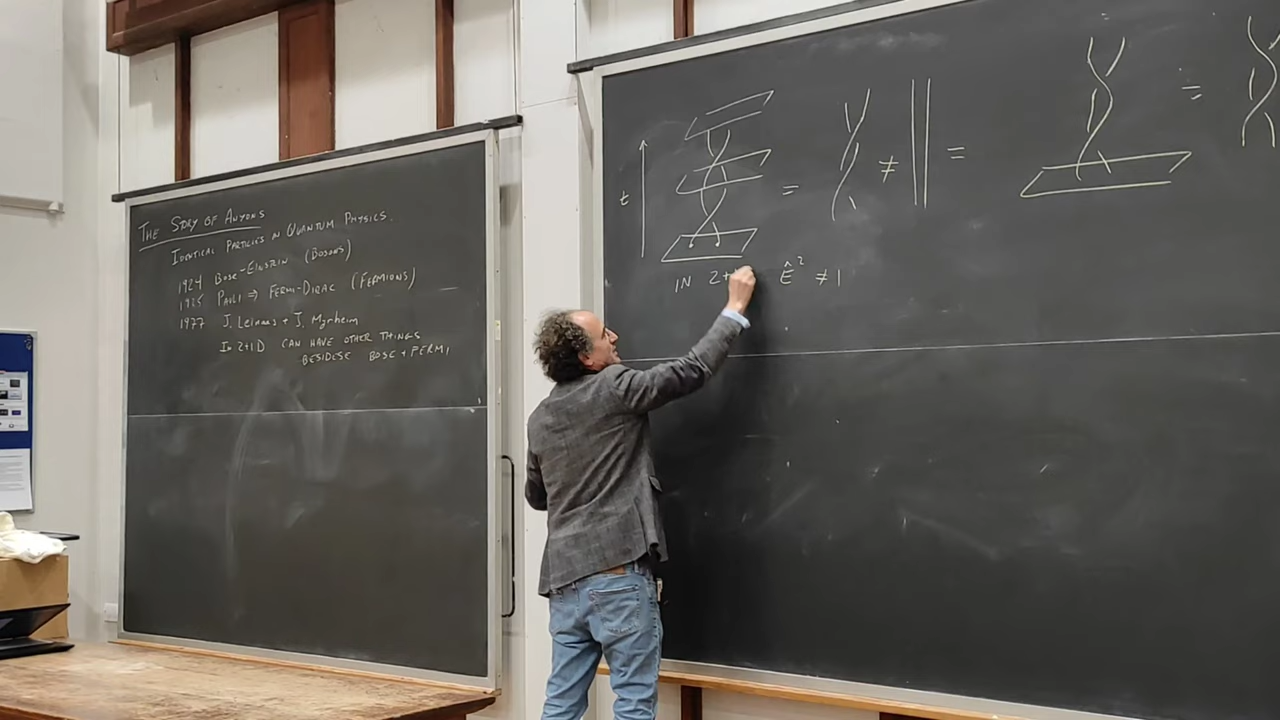 THE STORY OF ANYONS
IDENTICAL PARTICLES IN QUANTUM PHYSICS.
1924 BOSE-EINSTEIN (BOSONS)
1925 PAULI ⇒ FERMI-DIRAC (FERMIONS)
1977 J. Leinaas + J. Myrheim
In 2+1D CAN HAVE OTHER THINGS
BESIDESE BOSE + FERMI
t
= ≠ =
=
IN 2+ Ê² ≠ 1